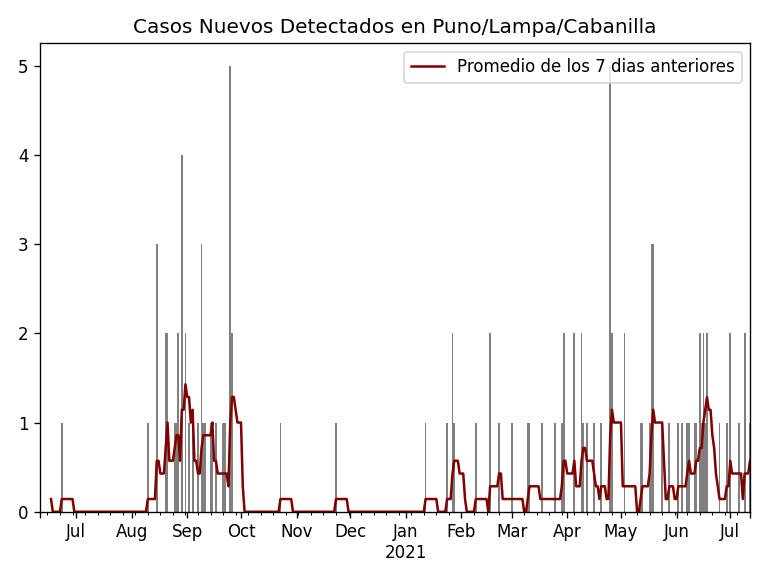 Casos Nuevos Detectados en Puno/Lampa/Cabanilla
Promedio de los 7 dias anteriores
5
4
3
2
1
0
Jul Aug Sep Oct Nov Dec Jan Feb Mar Apr May Jun Jul
2021